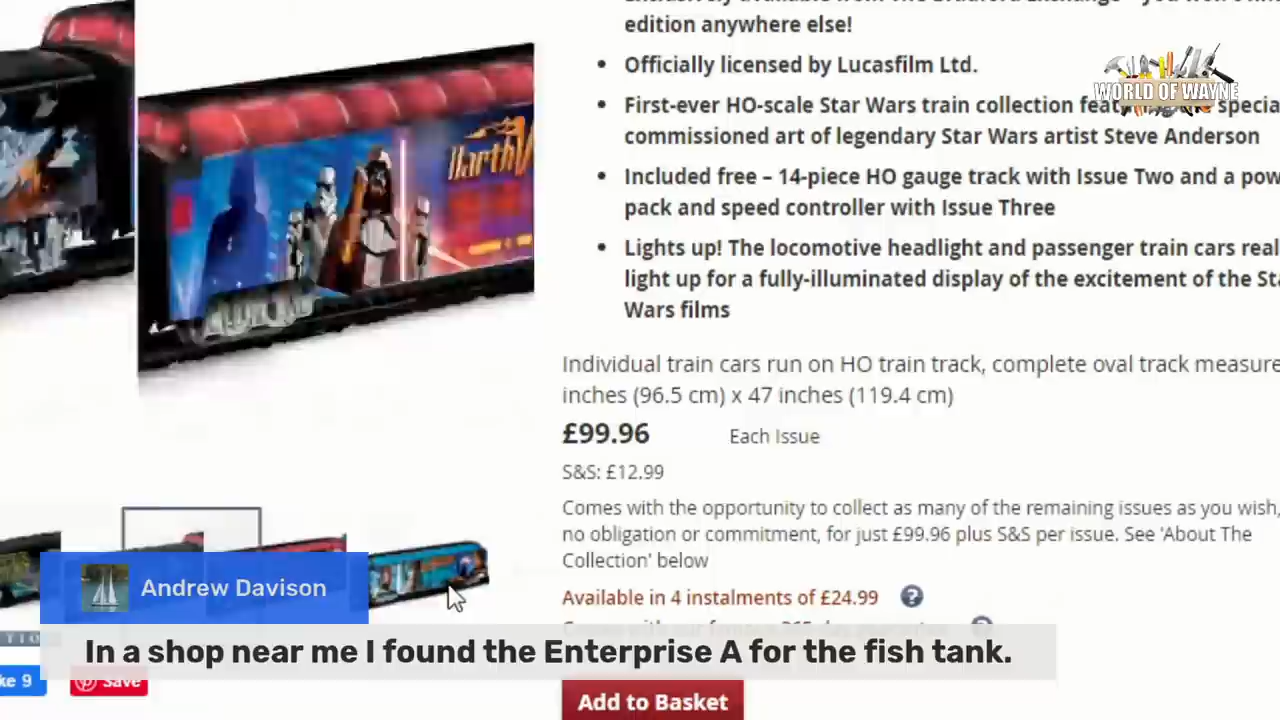 edition anywhere else!
Officially licensed by Lucasfilm Ltd.
WORLD OF WAYNE
First-ever HO-scale Star Wars train collection
commissioned art of legendary Star Wars artist Steve Anderson
Included free – 14-piece HO gauge track with Issue Two and a
pack and speed controller with Issue Three
Lights up! The locomotive headlight and passenger train cars
light up for a fully-illuminated display of the excitement of the
Wars films
Individual train cars run on HO train track, complete oval track
inches (96.5 cm) x 47 inches (119.4 cm)
£99.96 Each Issue
S&S: £12.99
Comes with the opportunity to collect as many of the remaining issues as you wish,
no obligation or commitment, for just £99.96 plus S&S per issue. See 'About The
Collection' below
Available in 4 instalments of £24.99 ?
Andrew Davison
In a shop near me I found the Enterprise A for the fish tank.
9
Save
Add to Basket